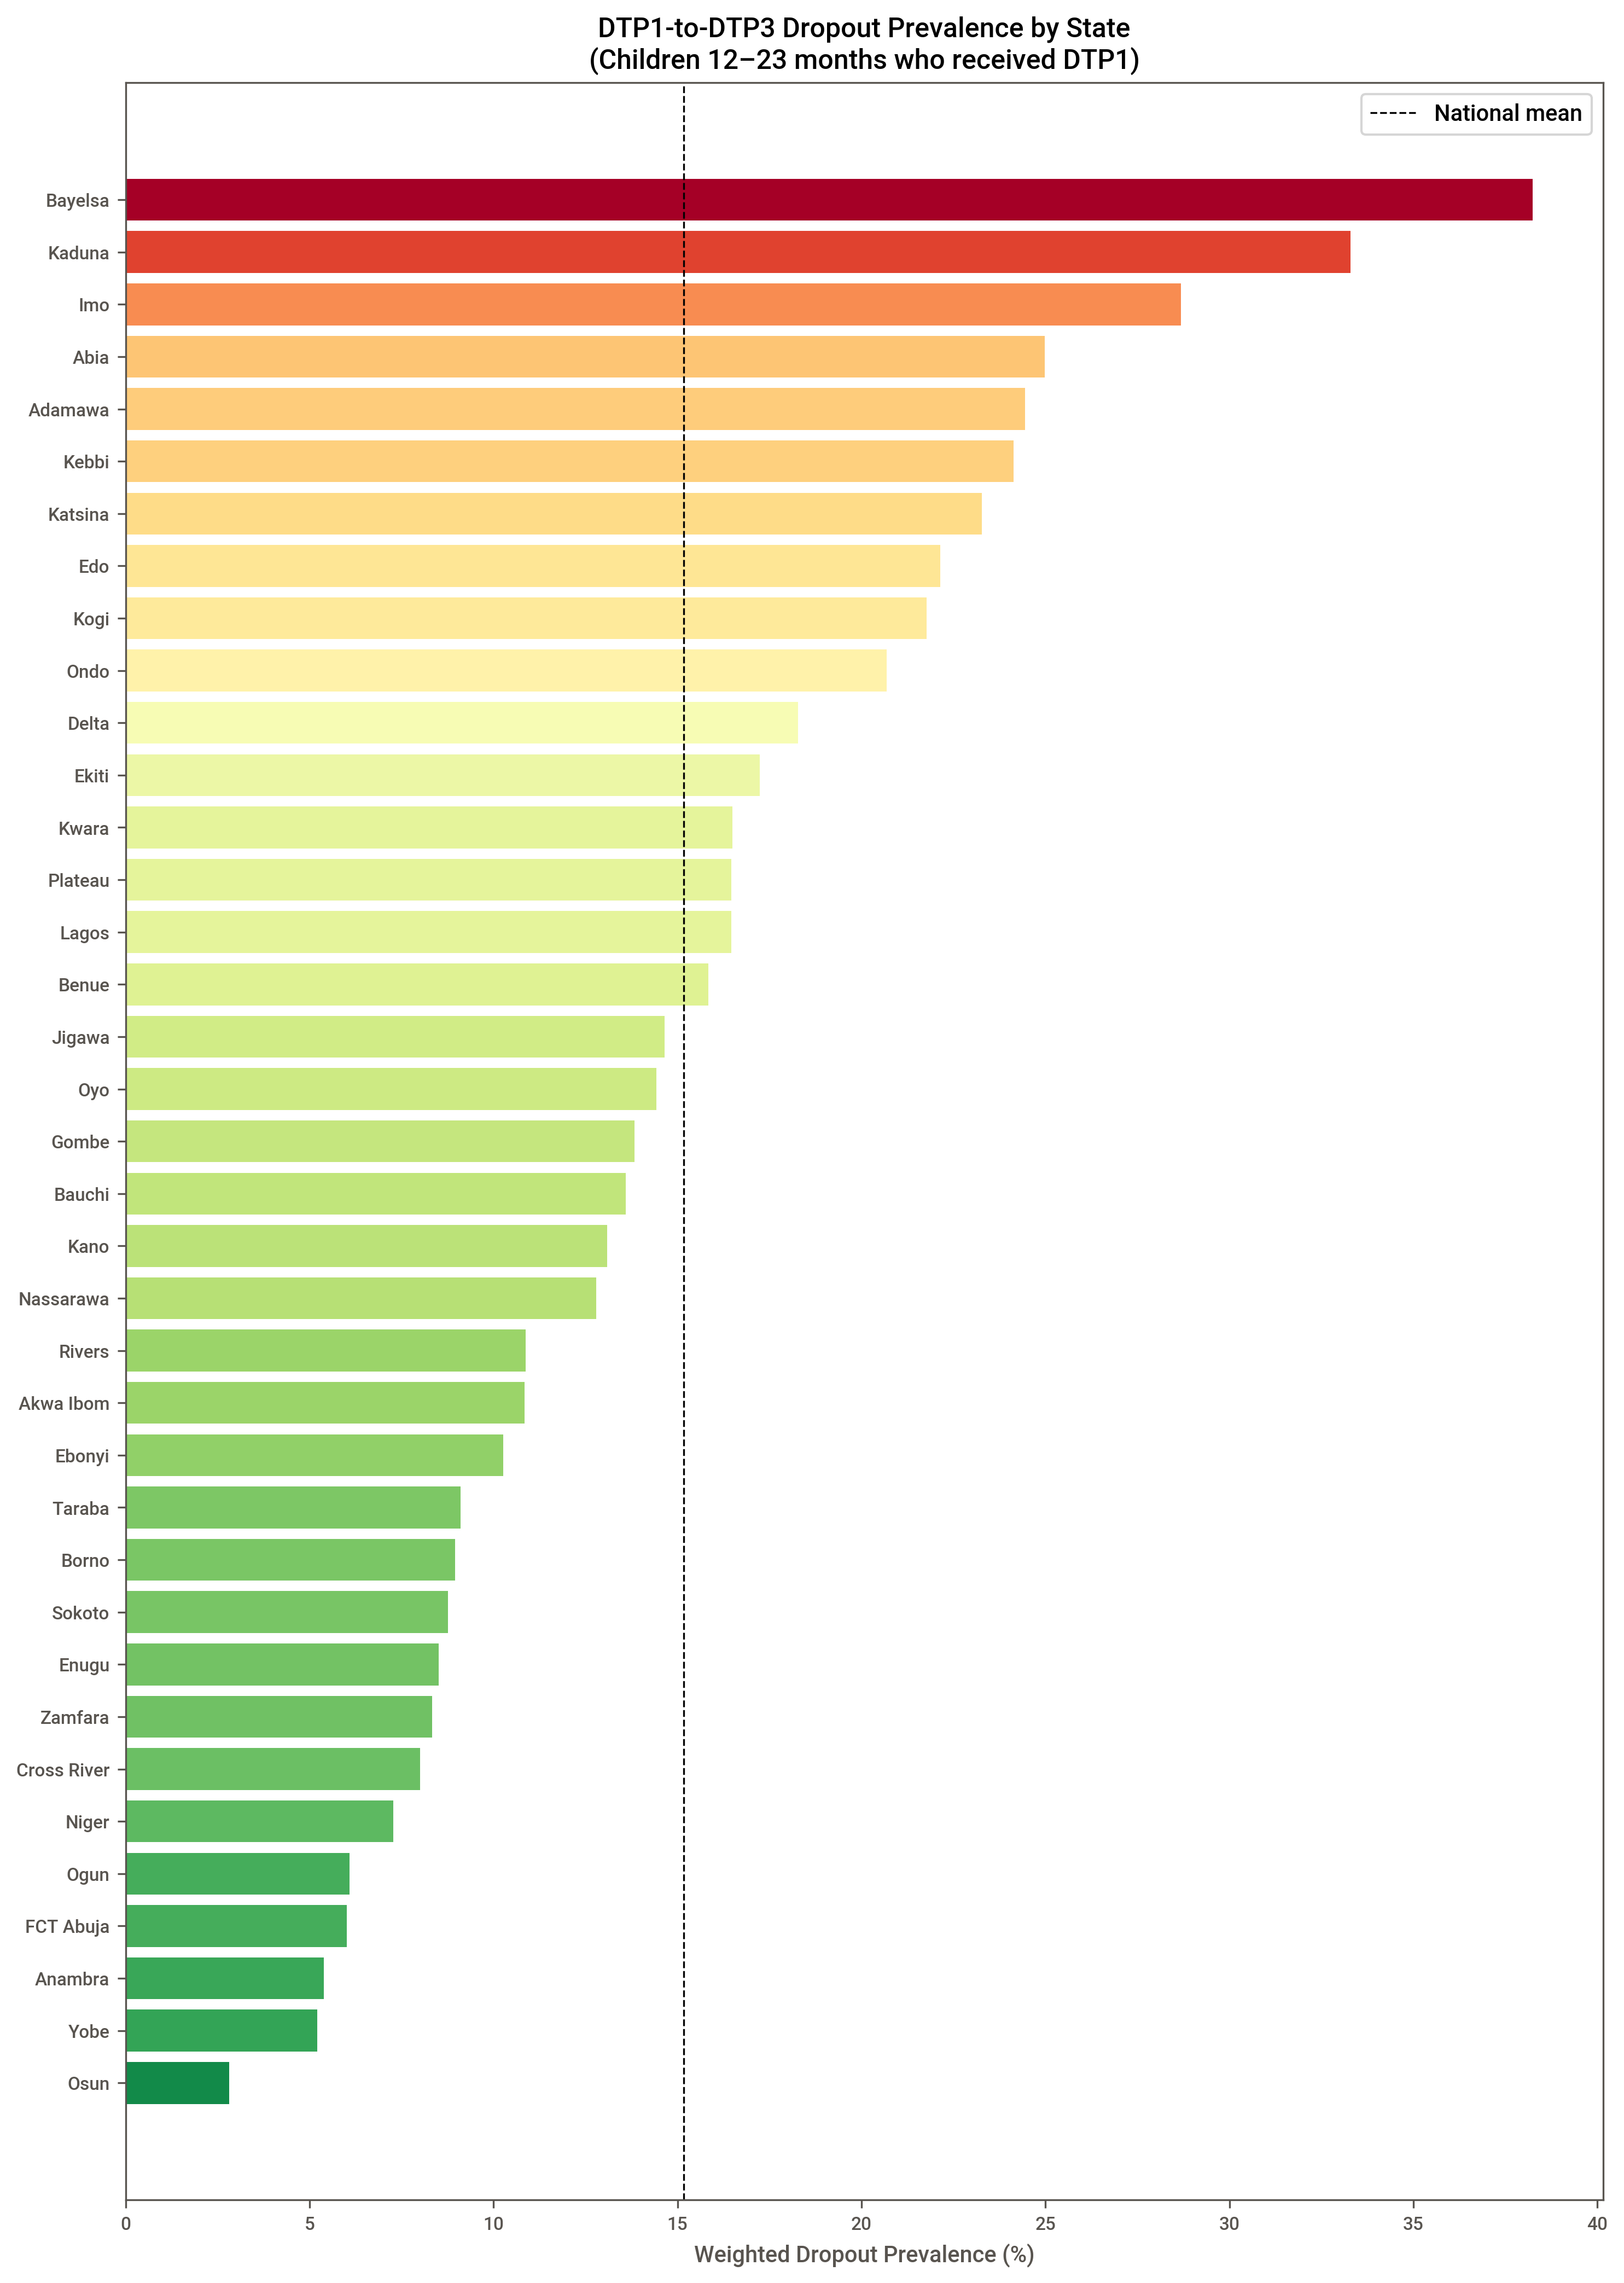 DTP1-to-DTP3 Dropout Prevalence by State
(Children 12–23 months who received DTP1)
National mean
Bayelsa
Kaduna
Imo
Abia
Adamawa
Kebbi
Katsina
Edo
Kogi
Ondo
Delta
Ekiti
Kwara
Plateau
Lagos
Benue
Jigawa
Oyo
Gombe
Bauchi
Kano
Nassarawa
Rivers
Akwa Ibom
Ebonyi
Taraba
Borno
Sokoto
Enugu
Zamfara
Cross River
Niger
Ogun
FCT Abuja
Anambra
Yobe
Osun
0 5 10 15 20 25 30 35 40
Weighted Dropout Prevalence (%)